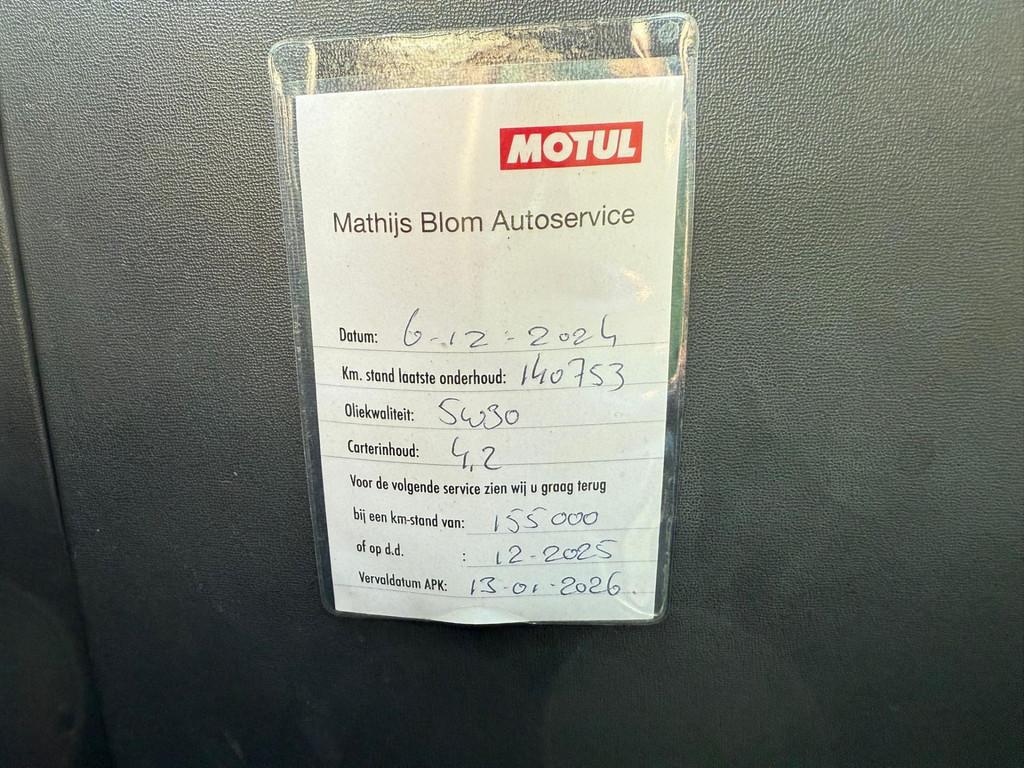 MOTUL
Mathijs Blom Autoservice
Datum: 6-12-2024
Km. stand laatste onderhoud: 140753
Oliekwaliteit: 5w30
Carterinhoud: 4,2
Voor de volgende service zien wij u graag terug
bij een km-stand van: 155000
of op d.d. : 12-2025
Vervaldatum APK: 13-01-2026